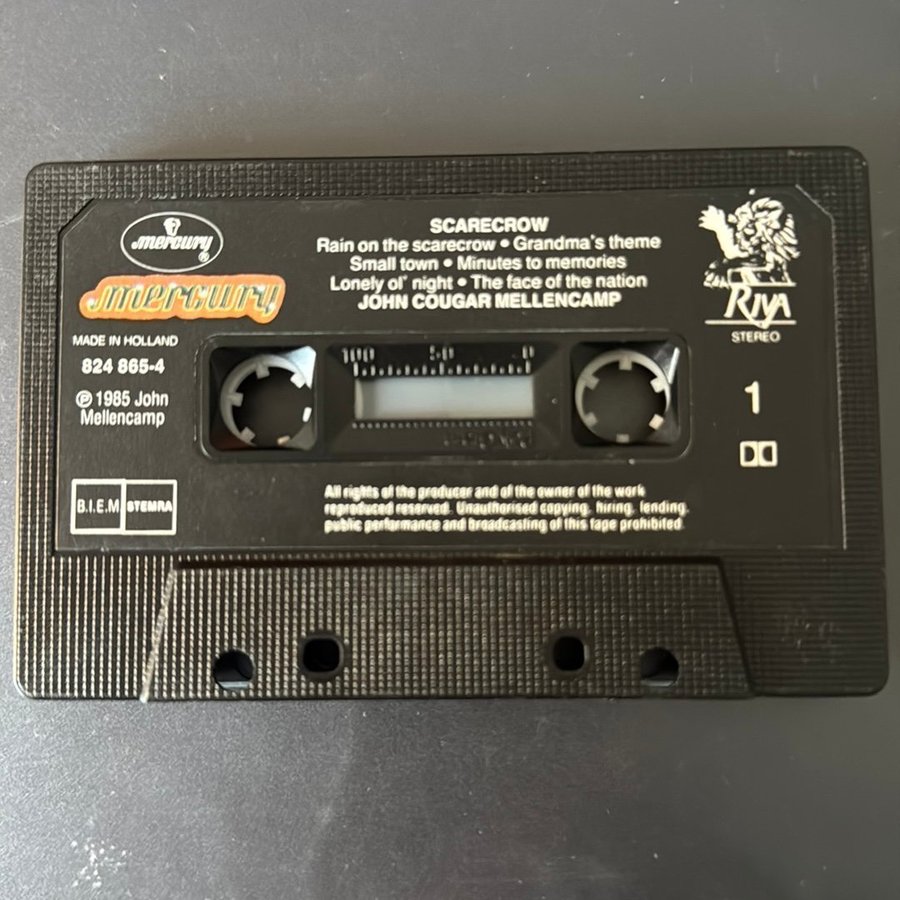 mercury ®
mercury
MADE IN HOLLAND
824 865-4
℗ 1985 John
Mellencamp
B.I.E.M. STEMRA
SCARECROW
Rain on the scarecrow • Grandma's theme
Small town • Minutes to memories
Lonely ol' night • The face of the nation
JOHN COUGAR MELLENCAMP
RIVA
STEREO
1
100 50 0
All rights of the producer and of the owner of the work
reproduced reserved. Unauthorised copying, hiring, lending,
public performance and broadcasting of this tape prohibited.